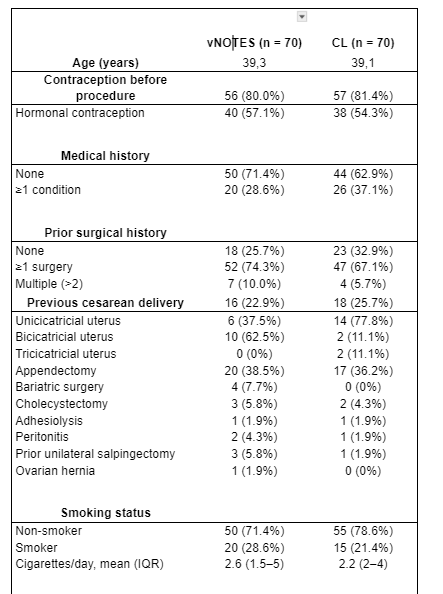 vNOTES (n = 70) CL (n = 70)
Age (years) 39,3 39,1
Contraception before
procedure 56 (80.0%) 57 (81.4%)
Hormonal contraception 40 (57.1%) 38 (54.3%)
Medical history
None 50 (71.4%) 44 (62.9%)
≥1 condition 20 (28.6%) 26 (37.1%)
Prior surgical history
None 18 (25.7%) 23 (32.9%)
≥1 surgery 52 (74.3%) 47 (67.1%)
Multiple (>2) 7 (10.0%) 4 (5.7%)
Previous cesarean delivery 16 (22.9%) 18 (25.7%)
Unicicatricial uterus 6 (37.5%) 14 (77.8%)
Bicicatricial uterus 10 (62.5%) 2 (11.1%)
Tricicatricial uterus 0 (0%) 2 (11.1%)
Appendectomy 20 (38.5%) 17 (36.2%)
Bariatric surgery 4 (7.7%) 0 (0%)
Cholecystectomy 3 (5.8%) 2 (4.3%)
Adhesiolysis 1 (1.9%) 1 (1.9%)
Peritonitis 2 (4.3%) 1 (1.9%)
Prior unilateral salpingectomy 3 (5.8%) 1 (1.9%)
Ovarian hernia 1 (1.9%) 0 (0%)
Smoking status
Non-smoker 50 (71.4%) 55 (78.6%)
Smoker 20 (28.6%) 15 (21.4%)
Cigarettes/day, mean (IQR) 2.6 (1.5–5) 2.2 (2–4)